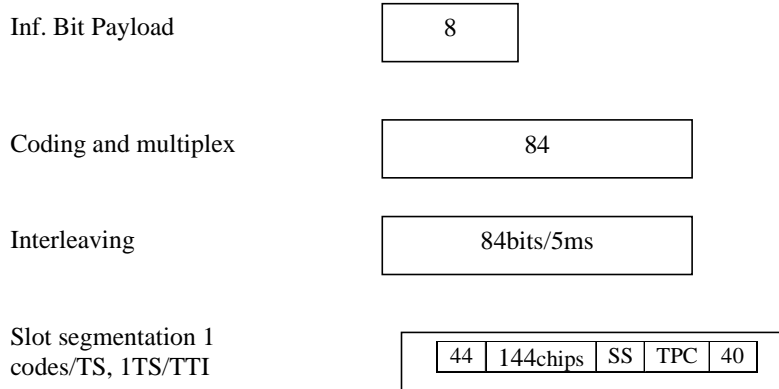 Inf. Bit Payload
8
Coding and multiplex
84
Interleaving
84bits/5ms
Slot segmentation 1
codes/TS, 1TS/TTI
44 144chips SS TPC 40